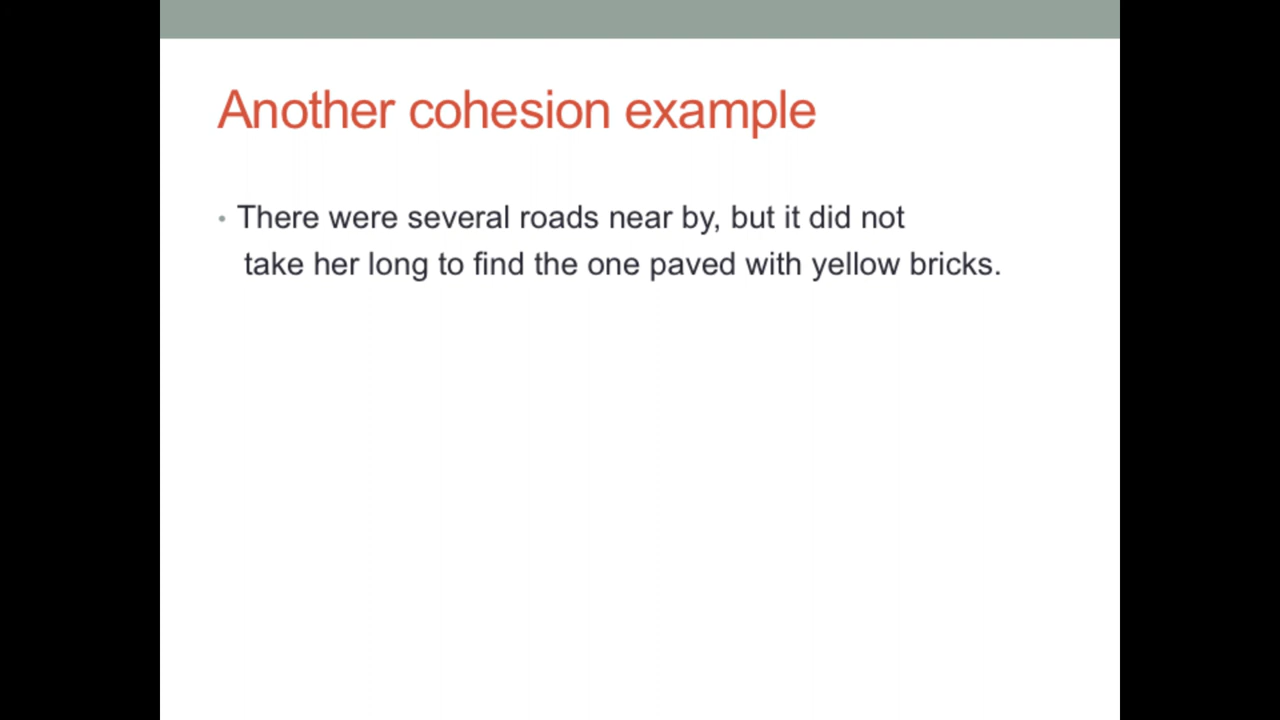 Another cohesion example
• There were several roads near by, but it did not
take her long to find the one paved with yellow bricks.